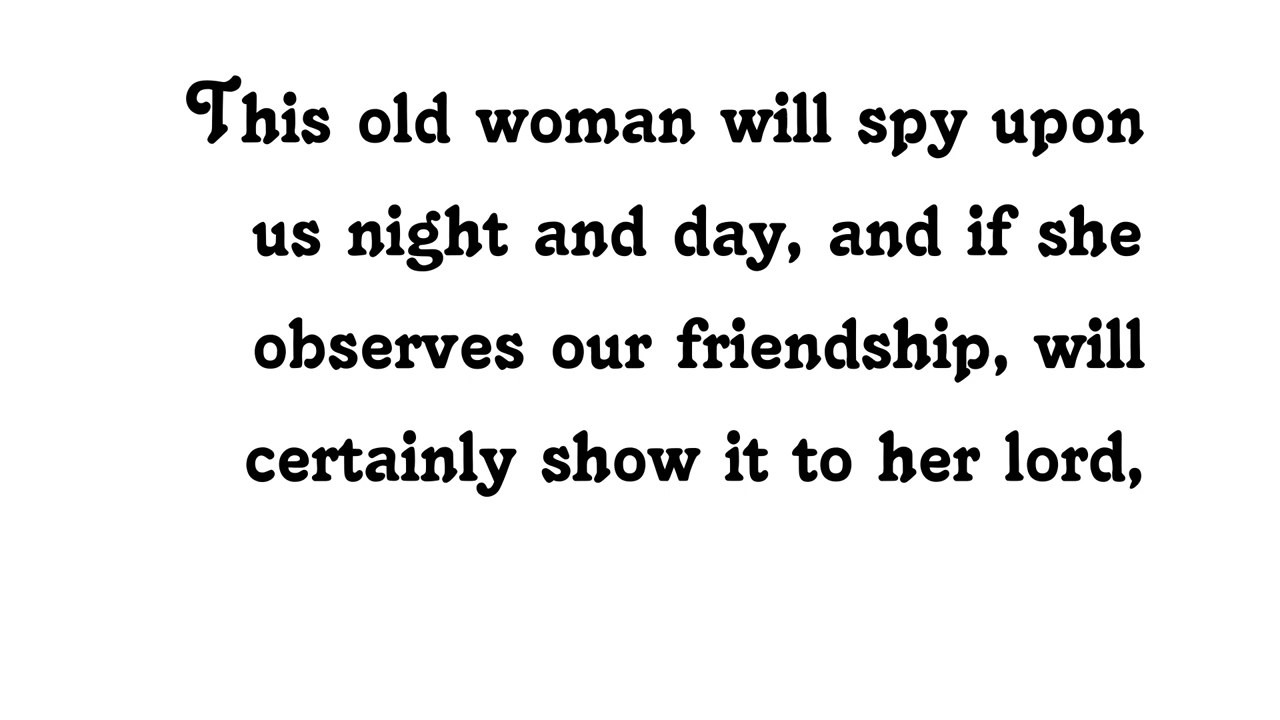 This old woman will spy upon
us night and day, and if she
observes our friendship, will
certainly show it to her lord,